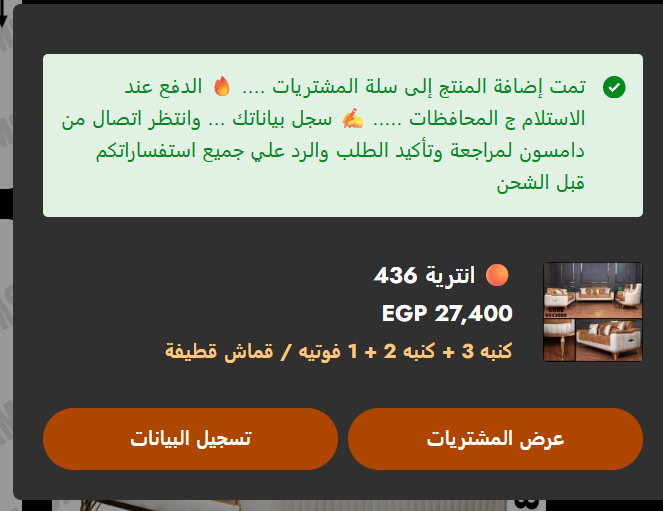 تمت إضافة المنتج إلى سلة المشتريات .... 🔥 الدفع عند
الاستلام ج المحافظات ..... ✍️ سجل بياناتك ... وانتظر اتصال من
دامسون لمراجعة وتأكيد الطلب والرد علي جميع استفساراتكم
قبل الشحن
انترية 436
EGP 27,400
كنبه 3 + كنبه 2 + 1 فوتيه / قماش قطيفة
عرض المشتريات
تسجيل البيانات